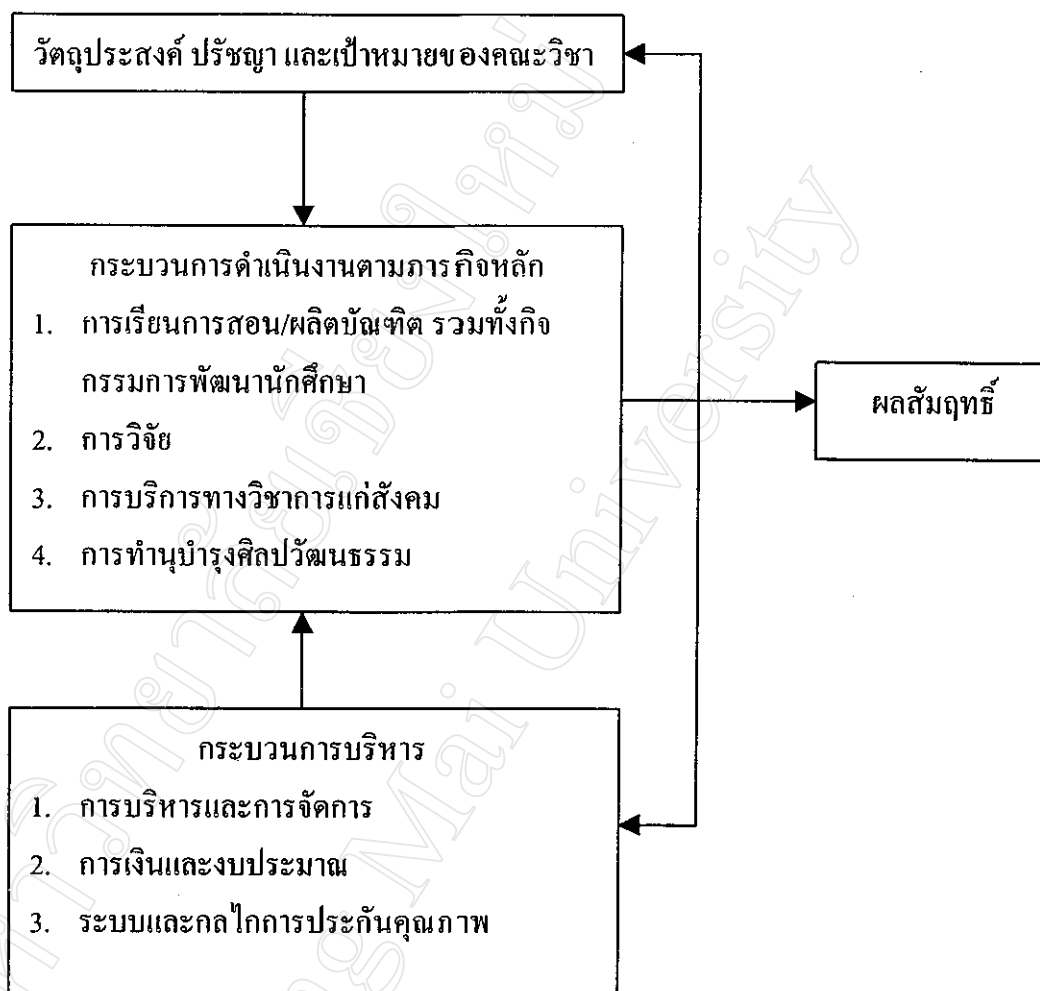 วัตถุประสงค์ ปรัชญา และเป้าหมายของคณะวิชา
กระบวนการดำเนินงานตามภารกิจหลัก
1. การเรียนการสอน/ผลิตบัณฑิต รวมทั้งกิจ
กรรมการพัฒนานักศึกษา
2. การวิจัย
3. การบริการทางวิชาการแก่สังคม
4. การทำนุบำรุงศิลปวัฒนธรรม
ผลสัมฤทธิ์
กระบวนการบริหาร
1. การบริหารและการจัดการ
2. การเงินและงบประมาณ
3. ระบบและกลไกการประกันคุณภาพ
Mai University